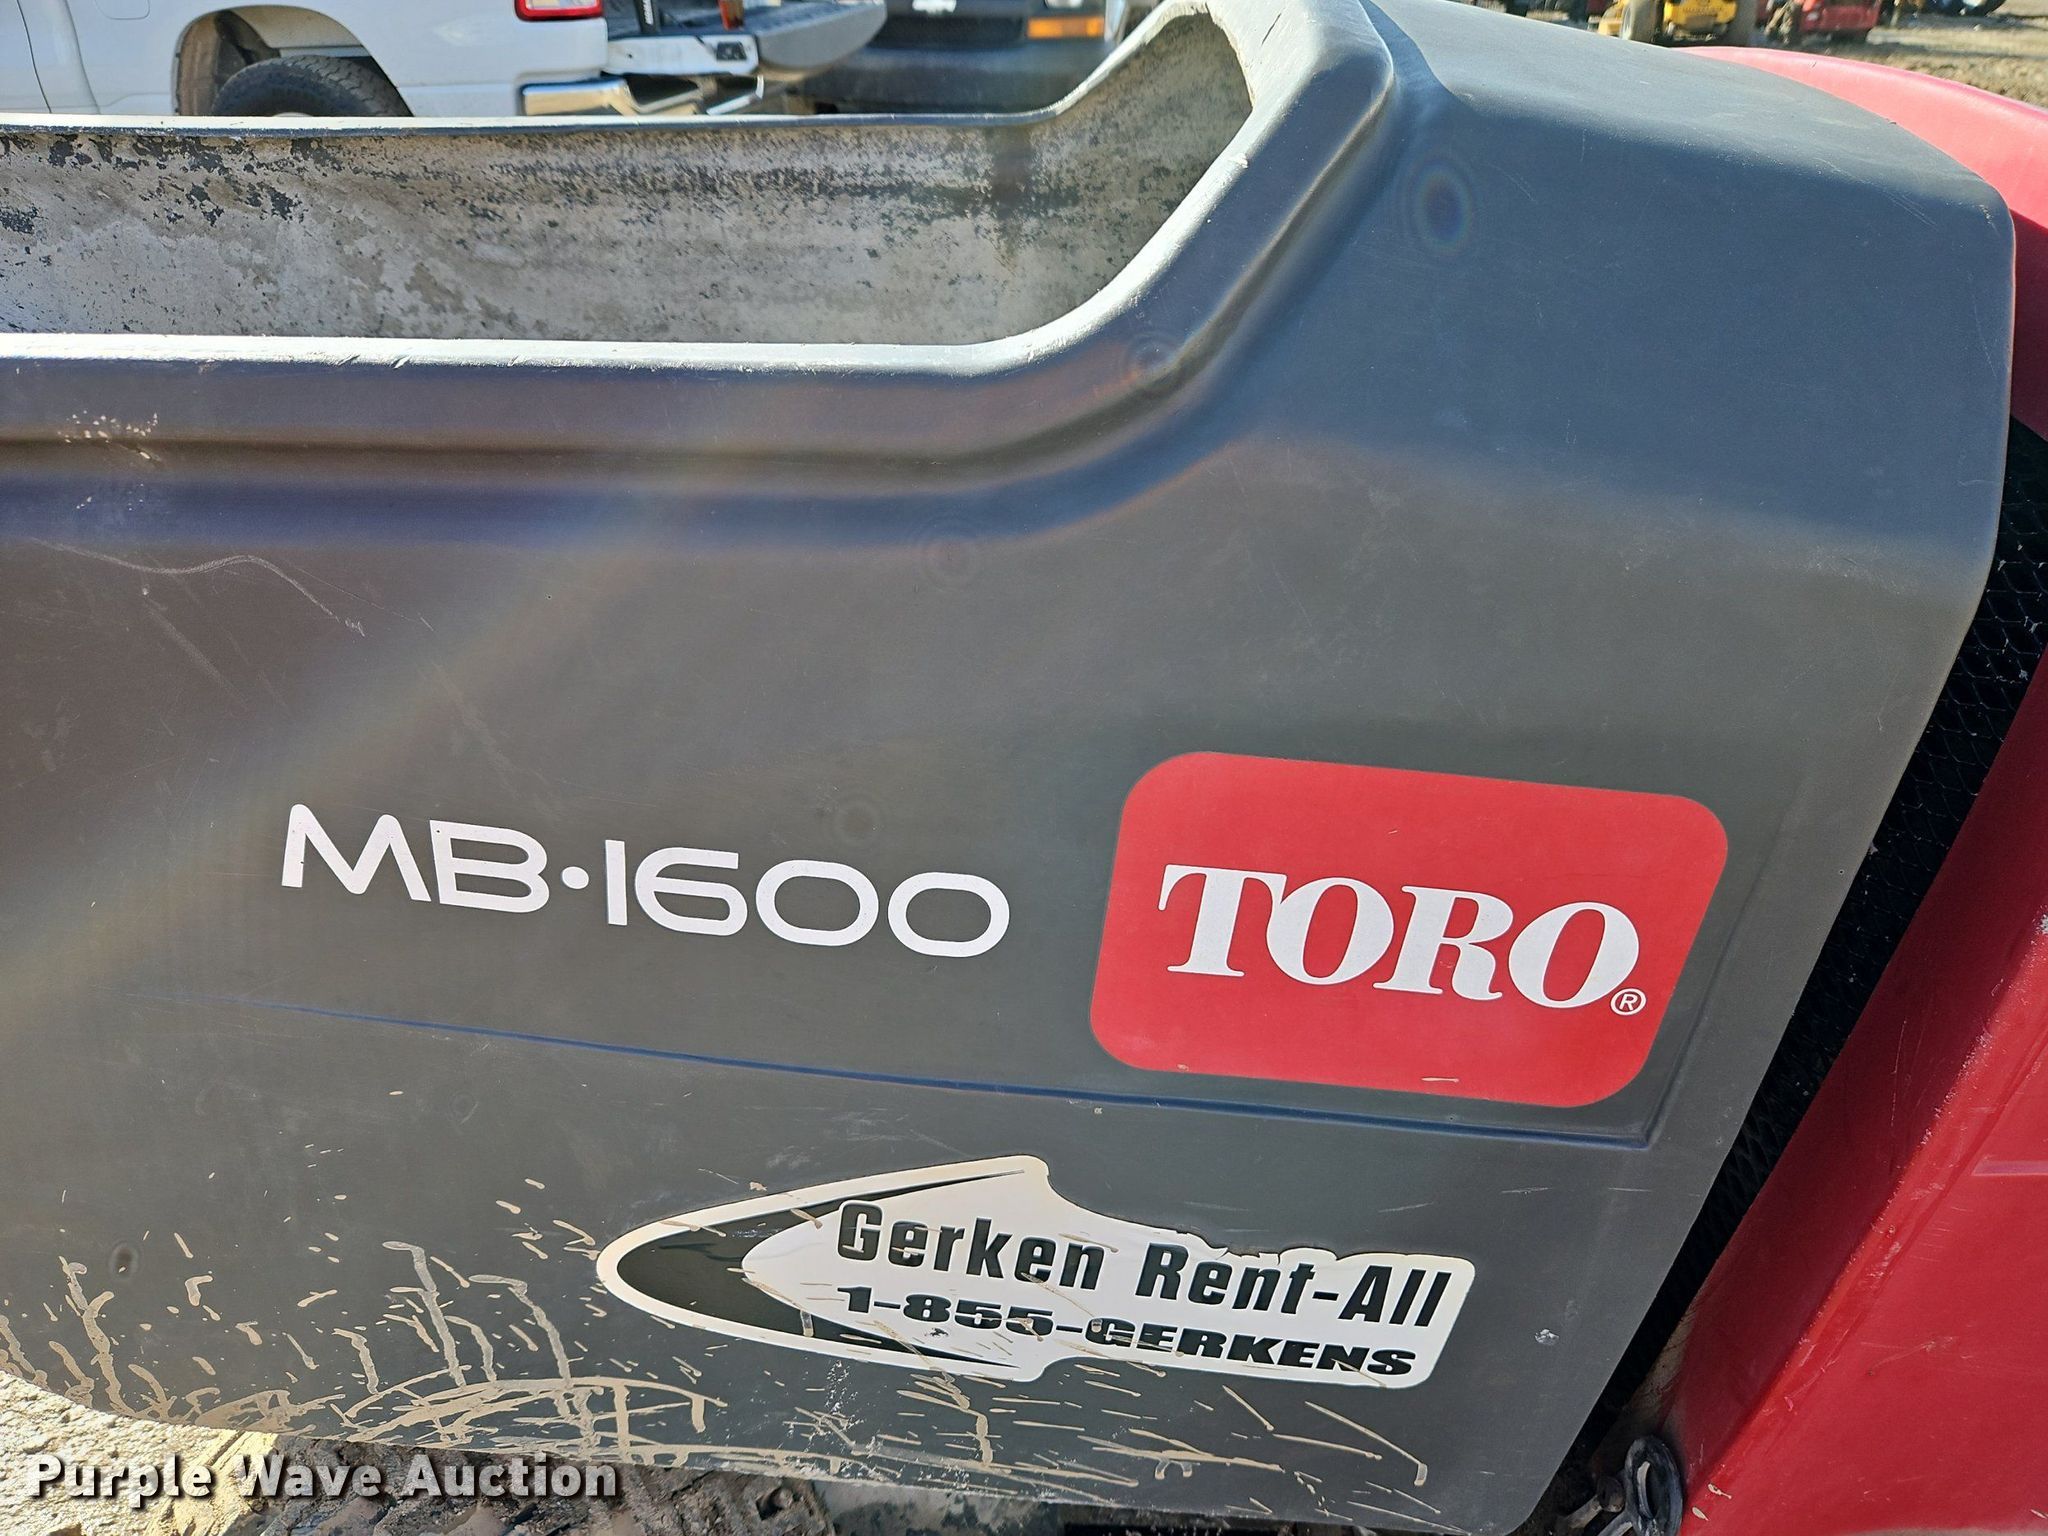 MB·1600
TORO®
Gerken Rent-All
1-855-GERKENS
Purple Wave Auction